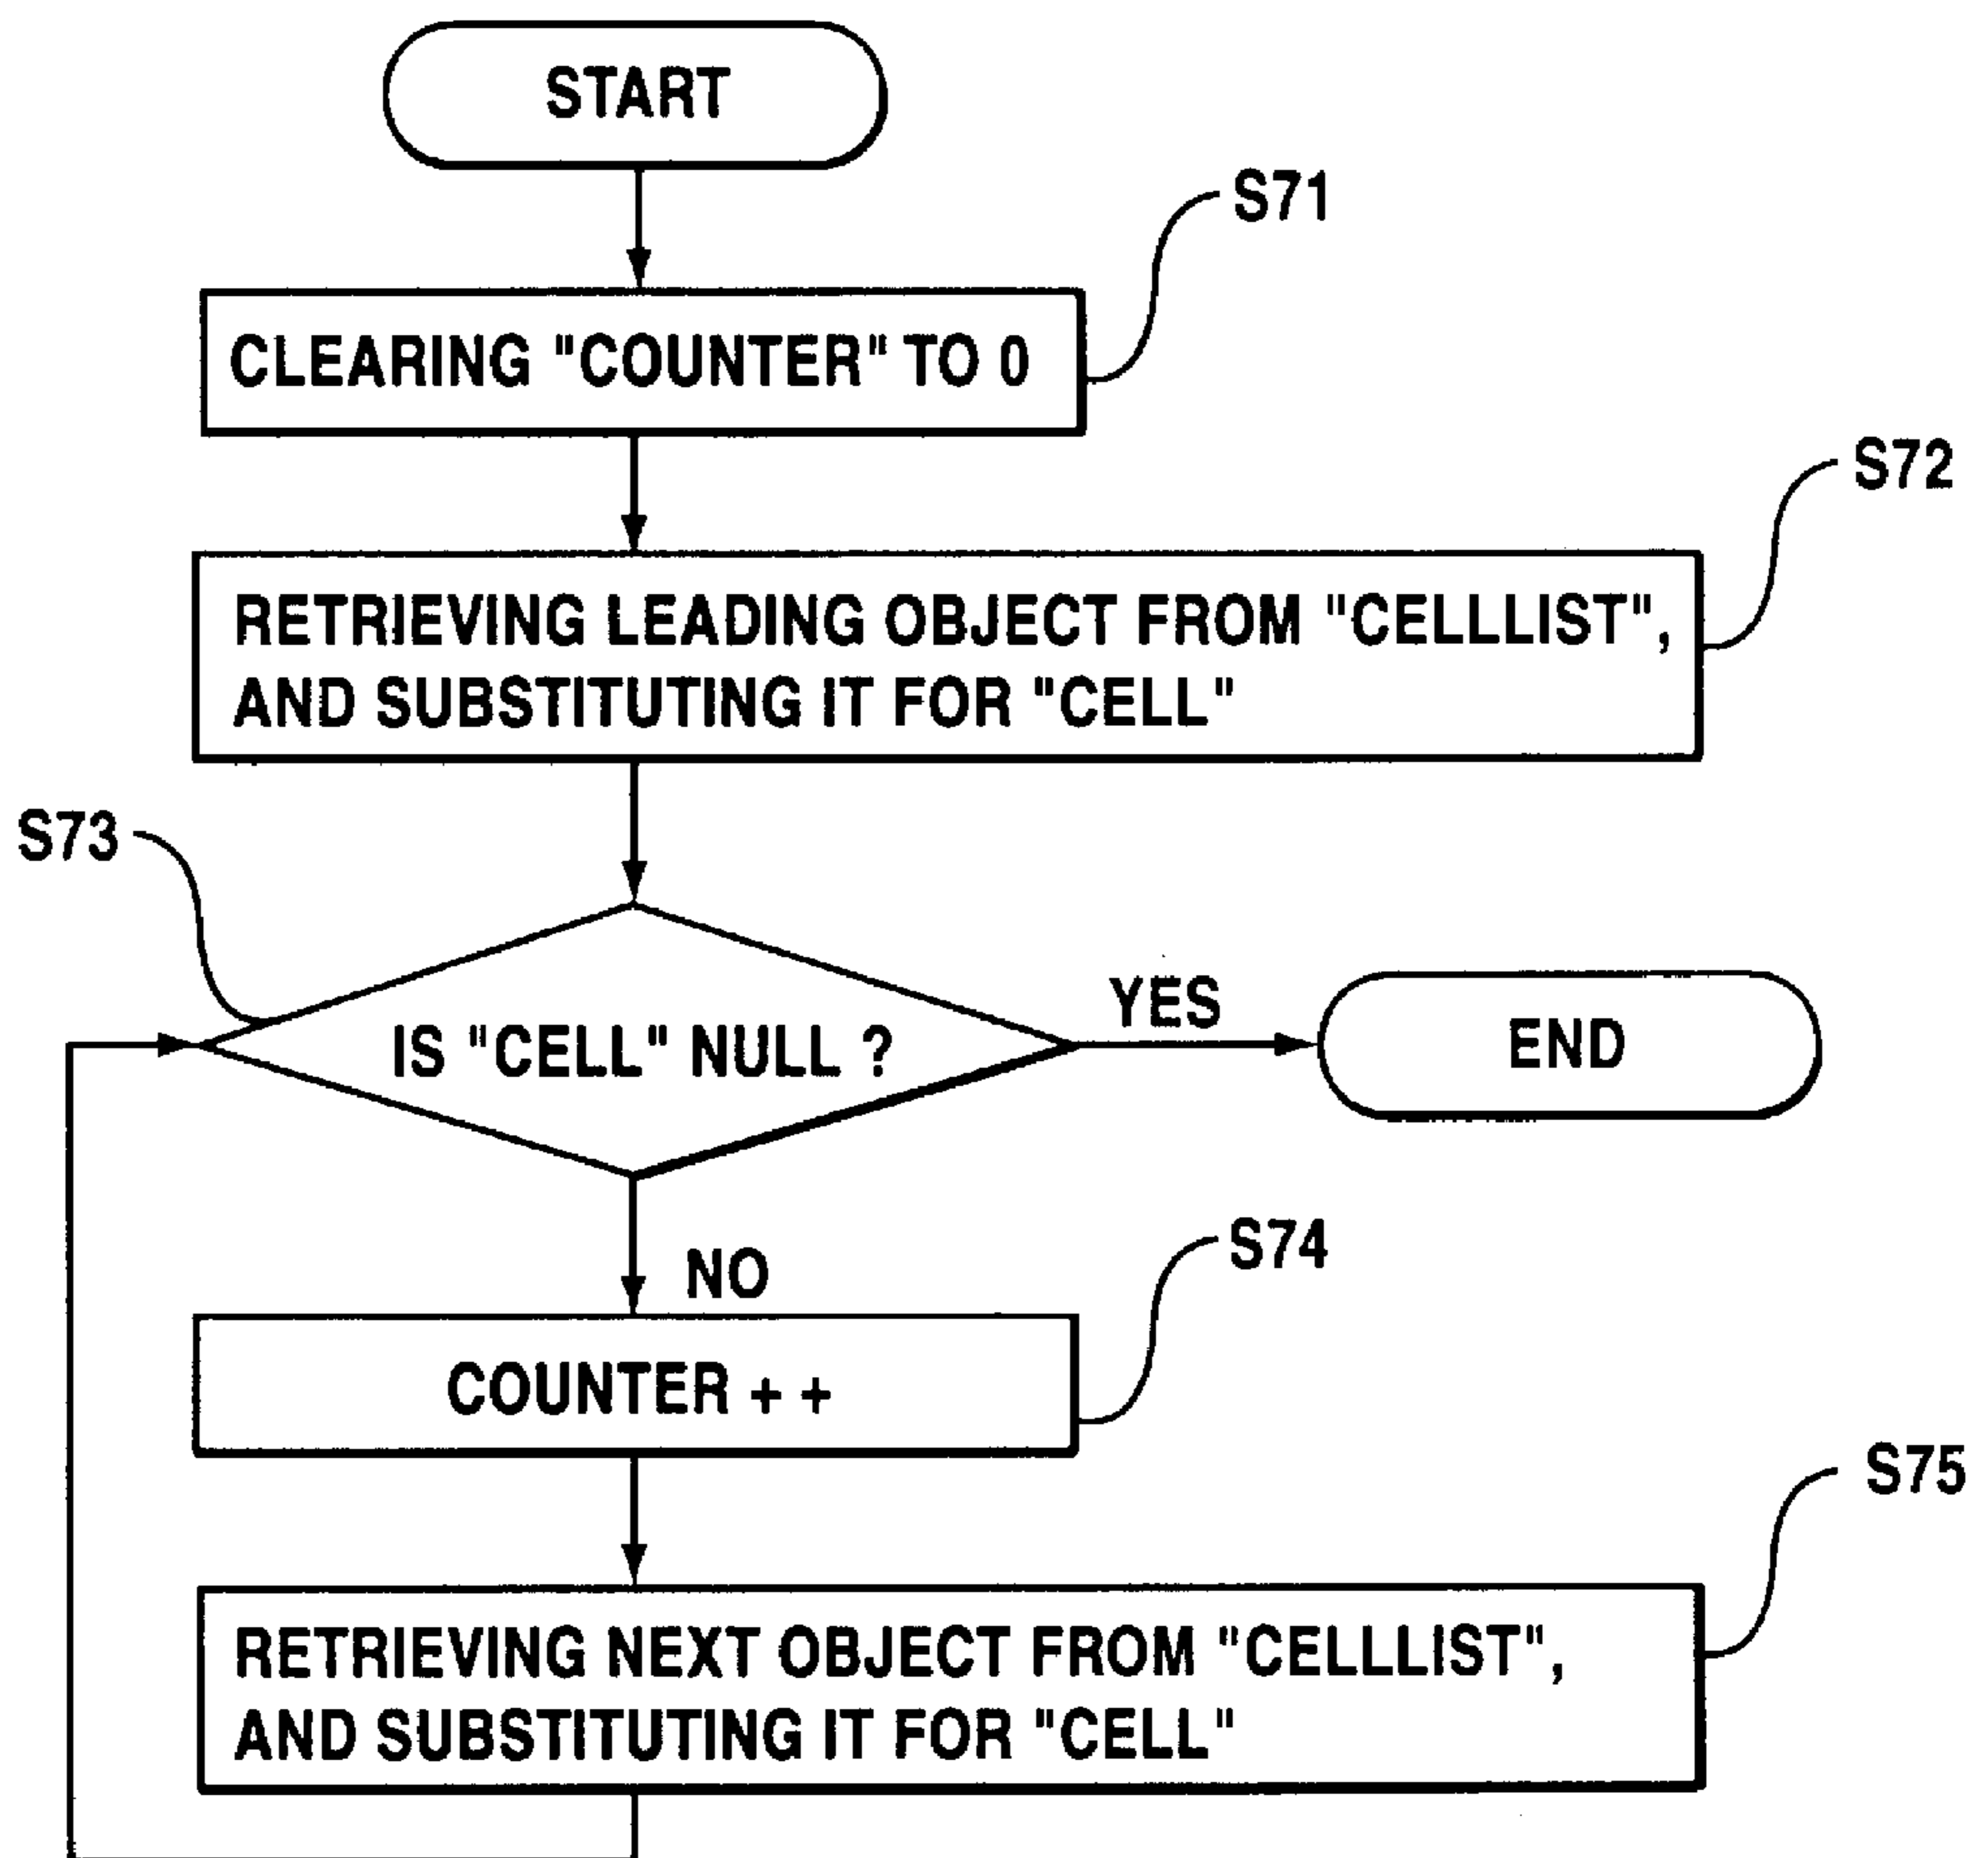 START
S71
CLEARING "COUNTER" TO 0
S72
RETRIEVING LEADING OBJECT FROM "CELLLIST",
AND SUBSTITUTING IT FOR "CELL"
S73
IS "CELL" NULL ?
YES
END
NO
S74
COUNTER + +
S75
RETRIEVING NEXT OBJECT FROM "CELLLIST",
AND SUBSTITUTING IT FOR "CELL"